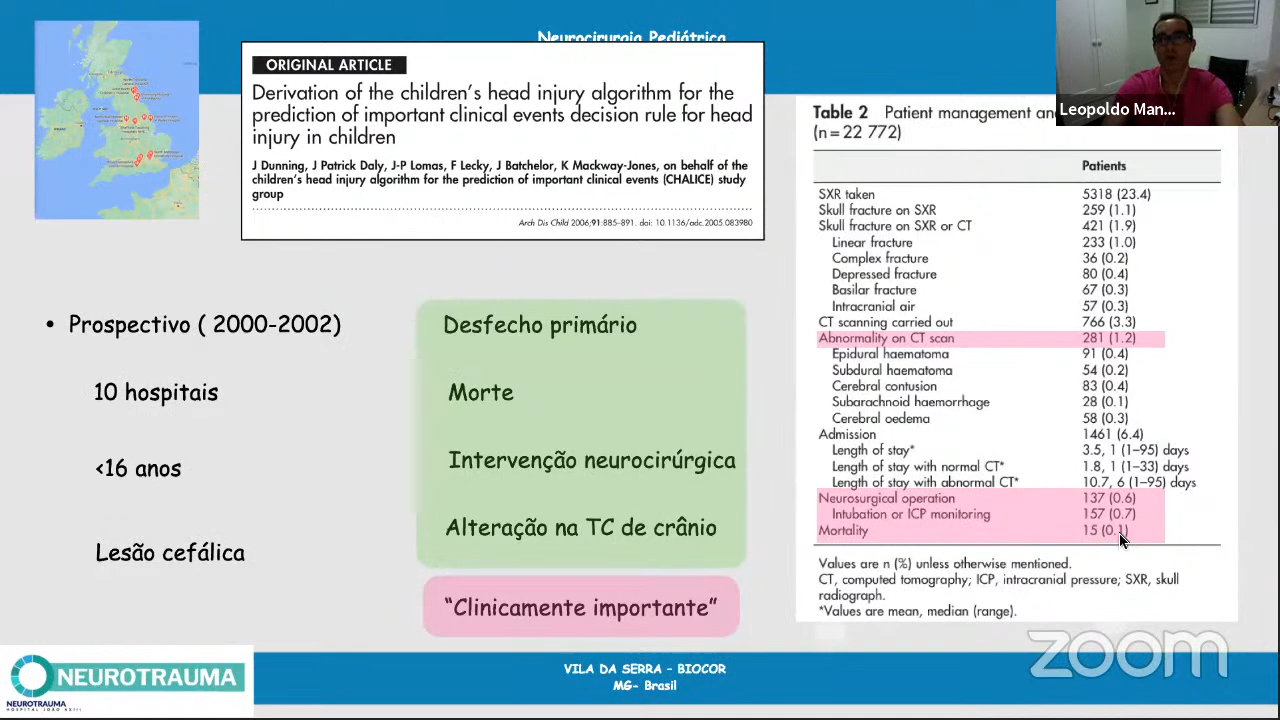 Neurocirurgia Pediátrica
ORIGINAL ARTICLE
Derivation of the children's head injury algorithm for the
prediction of important clinical events decision rule for head
injury in children
J Dunning, J Patrick Daly, J-P Lomas, F Lecky, J Batchelor, K Mackway-Jones, on behalf of the
children's head injury algorithm for the prediction of important clinical events (CHALICE) study
group
Arch Dis Child 2006;91:885–891. doi: 10.1136/adc.2005.083980
• Prospectivo ( 2000-2002)
10 hospitais
<16 anos
Lesão cefálica
Desfecho primário
Morte
Intervenção neurocirúrgica
Alteração na TC de crânio
"Clinicamente importante"
Leopoldo Man...
Table 2 Patient management an
(n = 22 772)
Patients
SXR taken 5318 (23.4)
Skull fracture on SXR 259 (1.1)
Skull fracture on SXR or CT 421 (1.9)
Linear fracture 233 (1.0)
Complex fracture 36 (0.2)
Depressed fracture 80 (0.4)
Basilar fracture 67 (0.3)
Intracranial air 57 (0.3)
CT scanning carried out 766 (3.3)
Abnormality on CT scan 281 (1.2)
Epidural haematoma 91 (0.4)
Subdural haematoma 54 (0.2)
Cerebral contusion 83 (0.4)
Subarachnoid haemorrhage 28 (0.1)
Cerebral oedema 58 (0.3)
Admission 1461 (6.4)
Length of stay* 3.5, 1 (1–95) days
Length of stay with normal CT* 1.8, 1 (1–33) days
Length of stay with abnormal CT* 10.7, 6 (1–95) days
Neurosurgical operation 137 (0.6)
Intubation or ICP monitoring 157 (0.7)
Mortality 15 (0.1)
Values are n (%) unless otherwise mentioned.
CT, computed tomography; ICP, intracranial pressure; SXR, skull
radiograph.
*Values are mean, median (range).
zoom
NEUROTRAUMA
NEUROTRAUMA
HOSPITAL JOÃO XXIII
VILA DA SERRA - BIOCOR
MG- Brasil